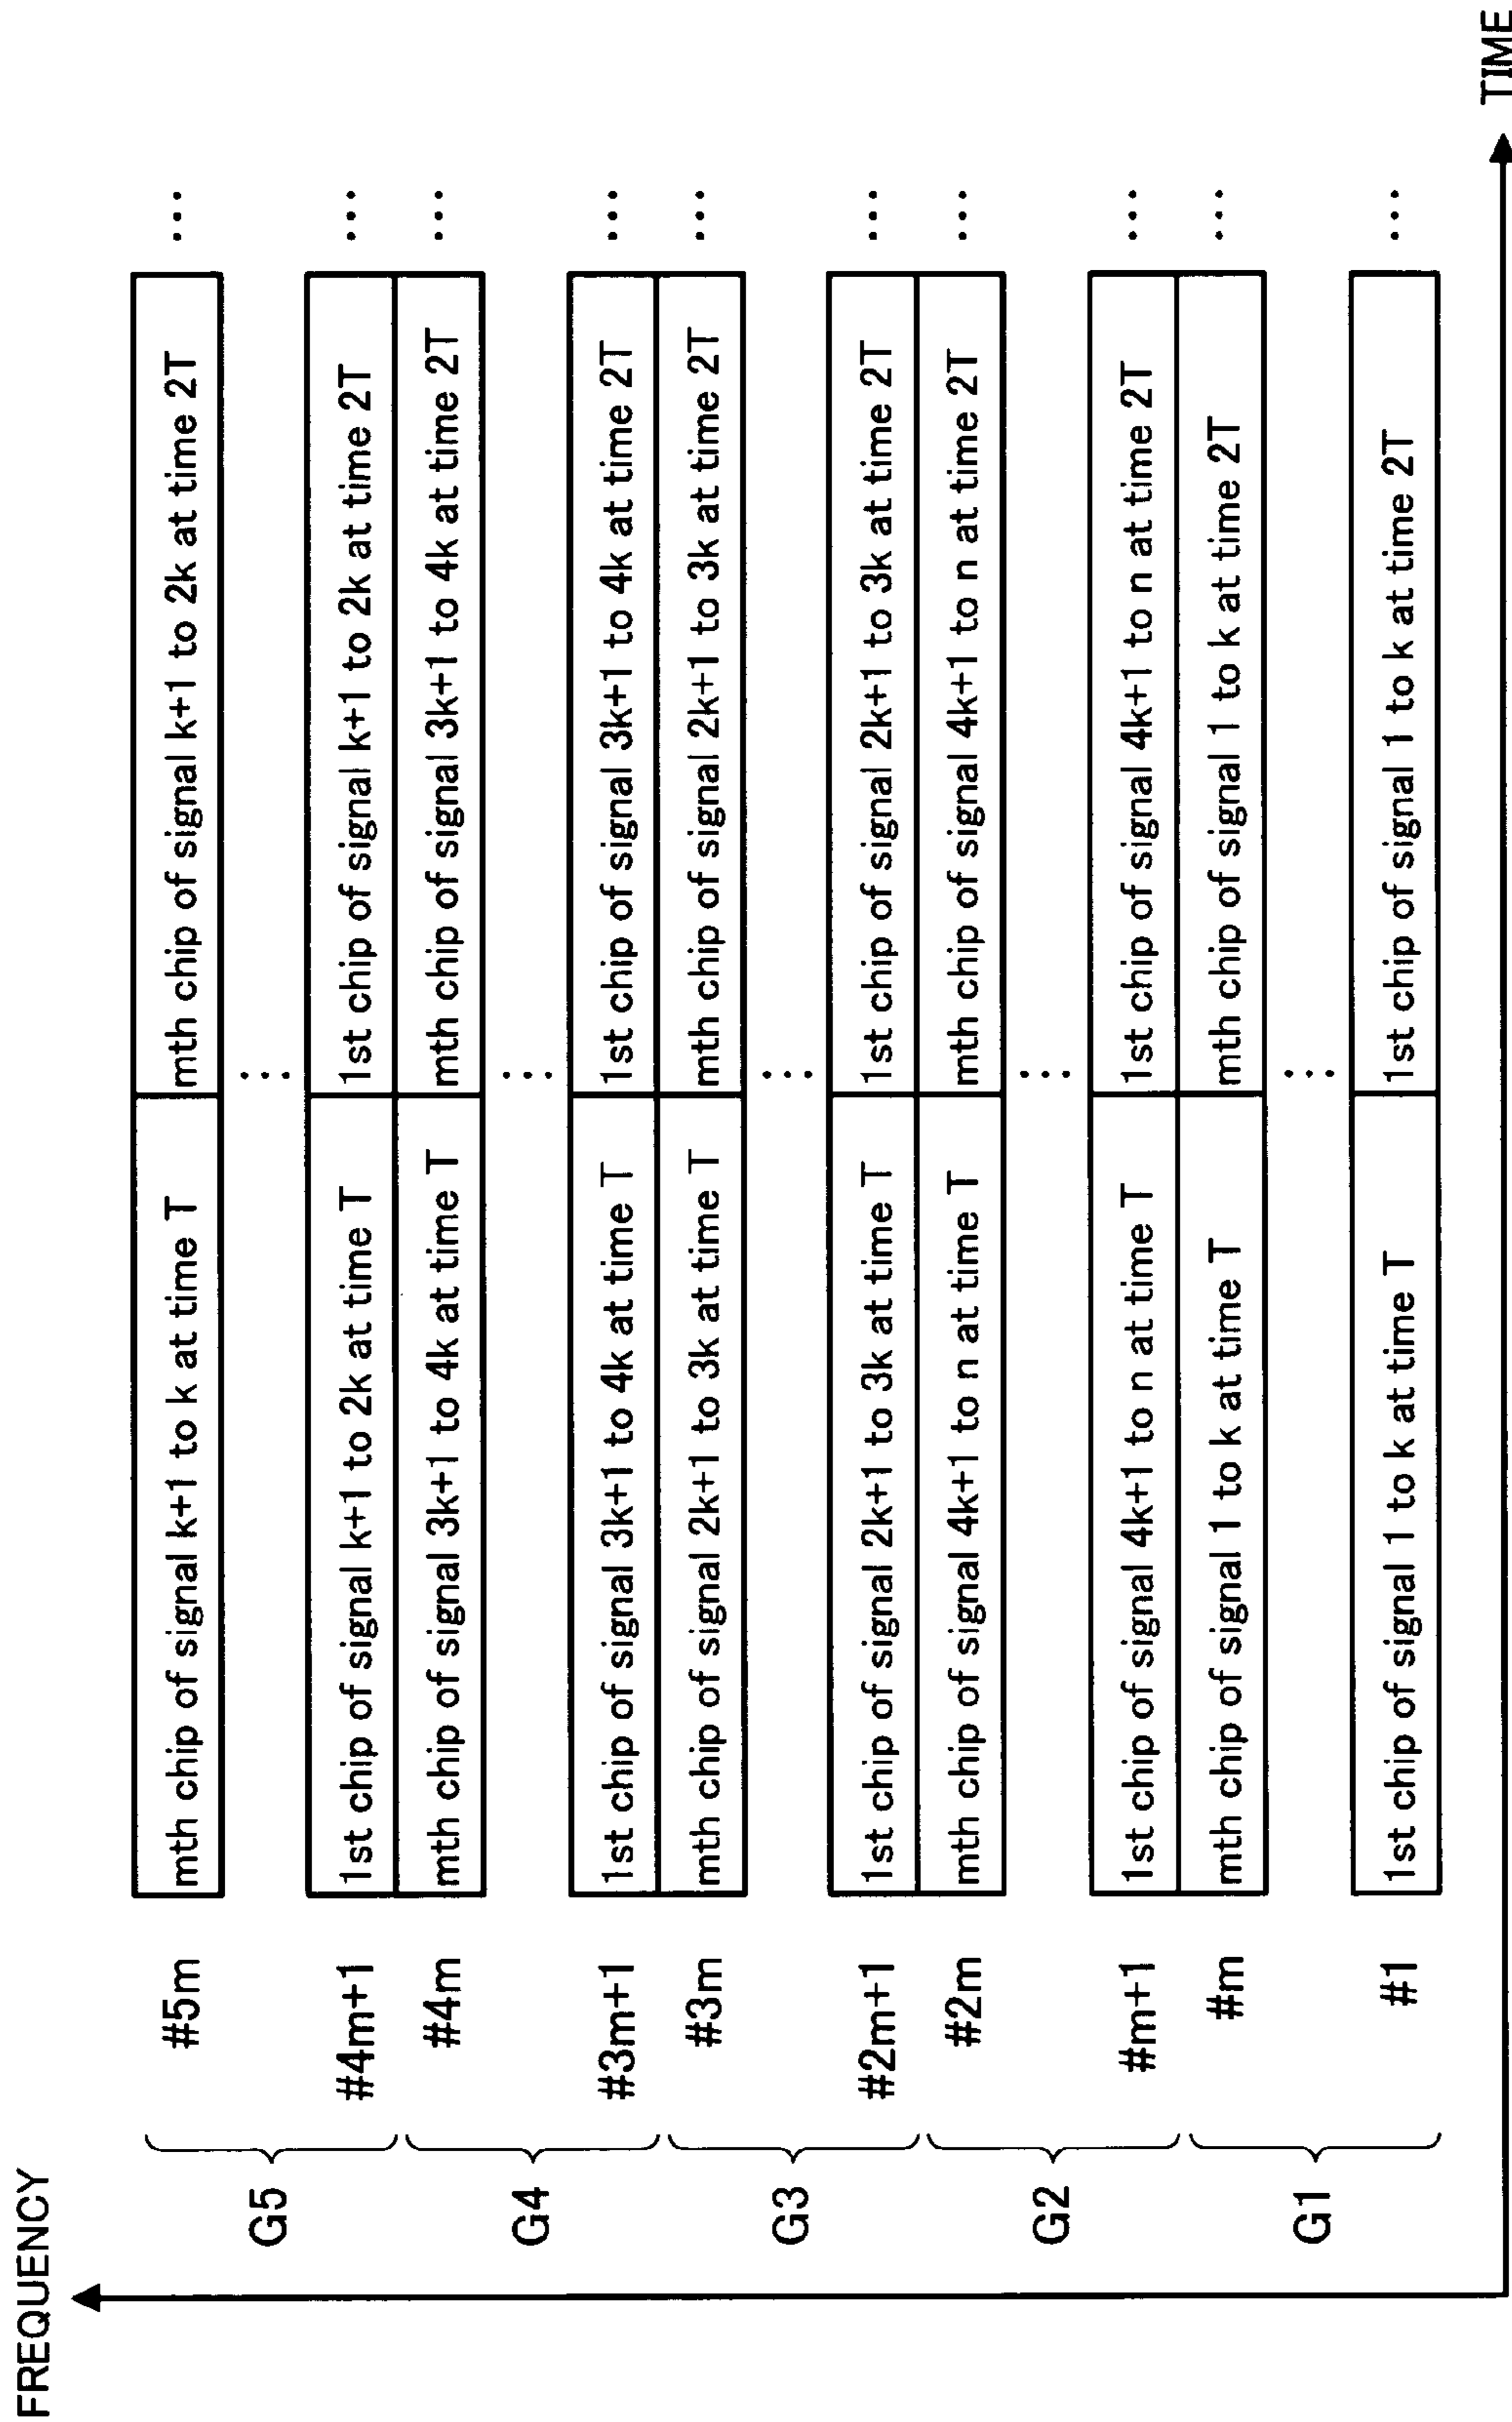 FREQUENCY
G5
#5m
mth chip of signal k+1 to k at time T
mth chip of signal k+1 to 2k at time 2T
...
⋮
#4m+1
1st chip of signal k+1 to 2k at time T
1st chip of signal k+1 to 2k at time 2T
...
G4
#4m
mth chip of signal 3k+1 to 4k at time T
mth chip of signal 3k+1 to 4k at time 2T
...
⋮
#3m+1
1st chip of signal 3k+1 to 4k at time T
1st chip of signal 3k+1 to 4k at time 2T
...
G3
#3m
mth chip of signal 2k+1 to 3k at time T
mth chip of signal 2k+1 to 3k at time 2T
...
⋮
#2m+1
1st chip of signal 2k+1 to 3k at time T
1st chip of signal 2k+1 to 3k at time 2T
...
G2
#2m
mth chip of signal 4k+1 to n at time T
mth chip of signal 4k+1 to n at time 2T
...
⋮
#m+1
1st chip of signal 4k+1 to n at time T
1st chip of signal 4k+1 to n at time 2T
...
G1
#m
mth chip of signal 1 to k at time T
mth chip of signal 1 to k at time 2T
...
⋮
#1
1st chip of signal 1 to k at time T
1st chip of signal 1 to k at time 2T
...
TIME